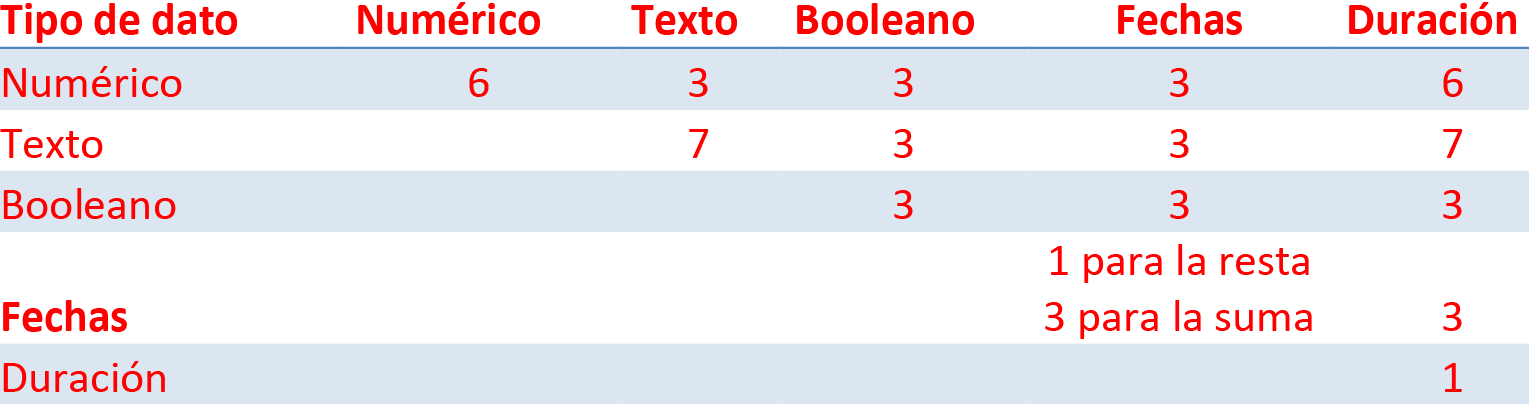 Tipo de dato Numérico Texto Booleano Fechas Duración
Numérico 6 3 3 3 6
Texto 7 3 3 7
Booleano 3 3 3
1 para la resta
Fechas 3 para la suma 3
Duración 1